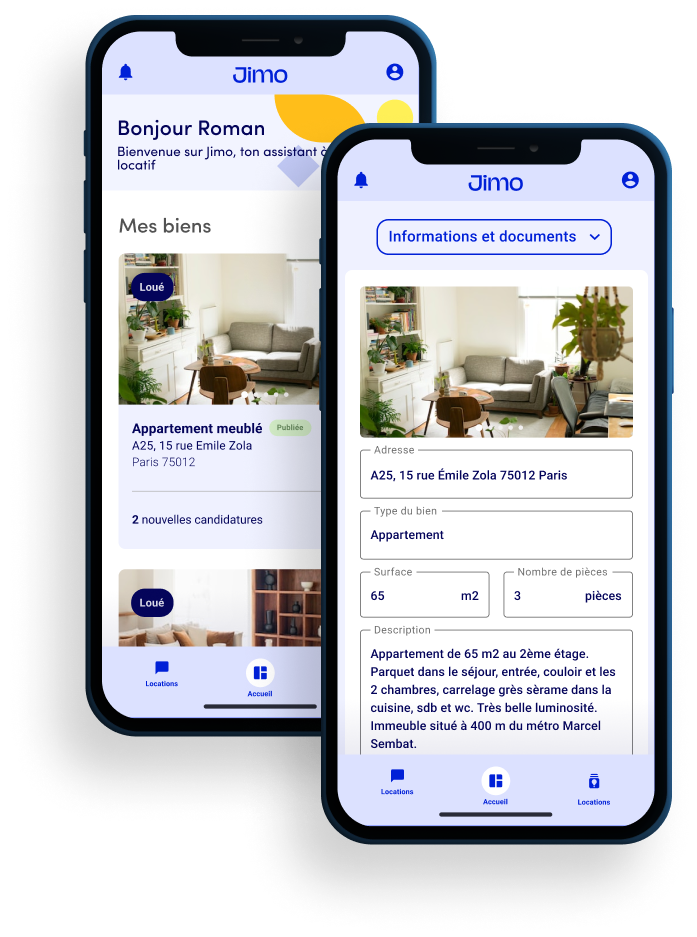 Jimo
Bonjour Roman
Bienvenue sur Jimo, ton assistant
locatif
Mes biens
Loué
Appartement meublé
Publiée
A25, 15 rue Emile Zola
Paris 75012
2 nouvelles candidatures
Loué
Locations
Accueil
Jimo
Informations et documents
Adresse
A25, 15 rue Émile Zola 75012 Paris
Type du bien
Appartement
Surface
65 m2
Nombre de pièces
3 pièces
Description
Appartement de 65 m2 au 2ème étage.
Parquet dans le séjour, entrée, couloir et les
2 chambres, carrelage grès sèrame dans la
cuisine, sdb et wc. Très belle luminosité.
Immeuble situé à 400 m du métro Marcel
Sembat.
Locations
Accueil
Locations